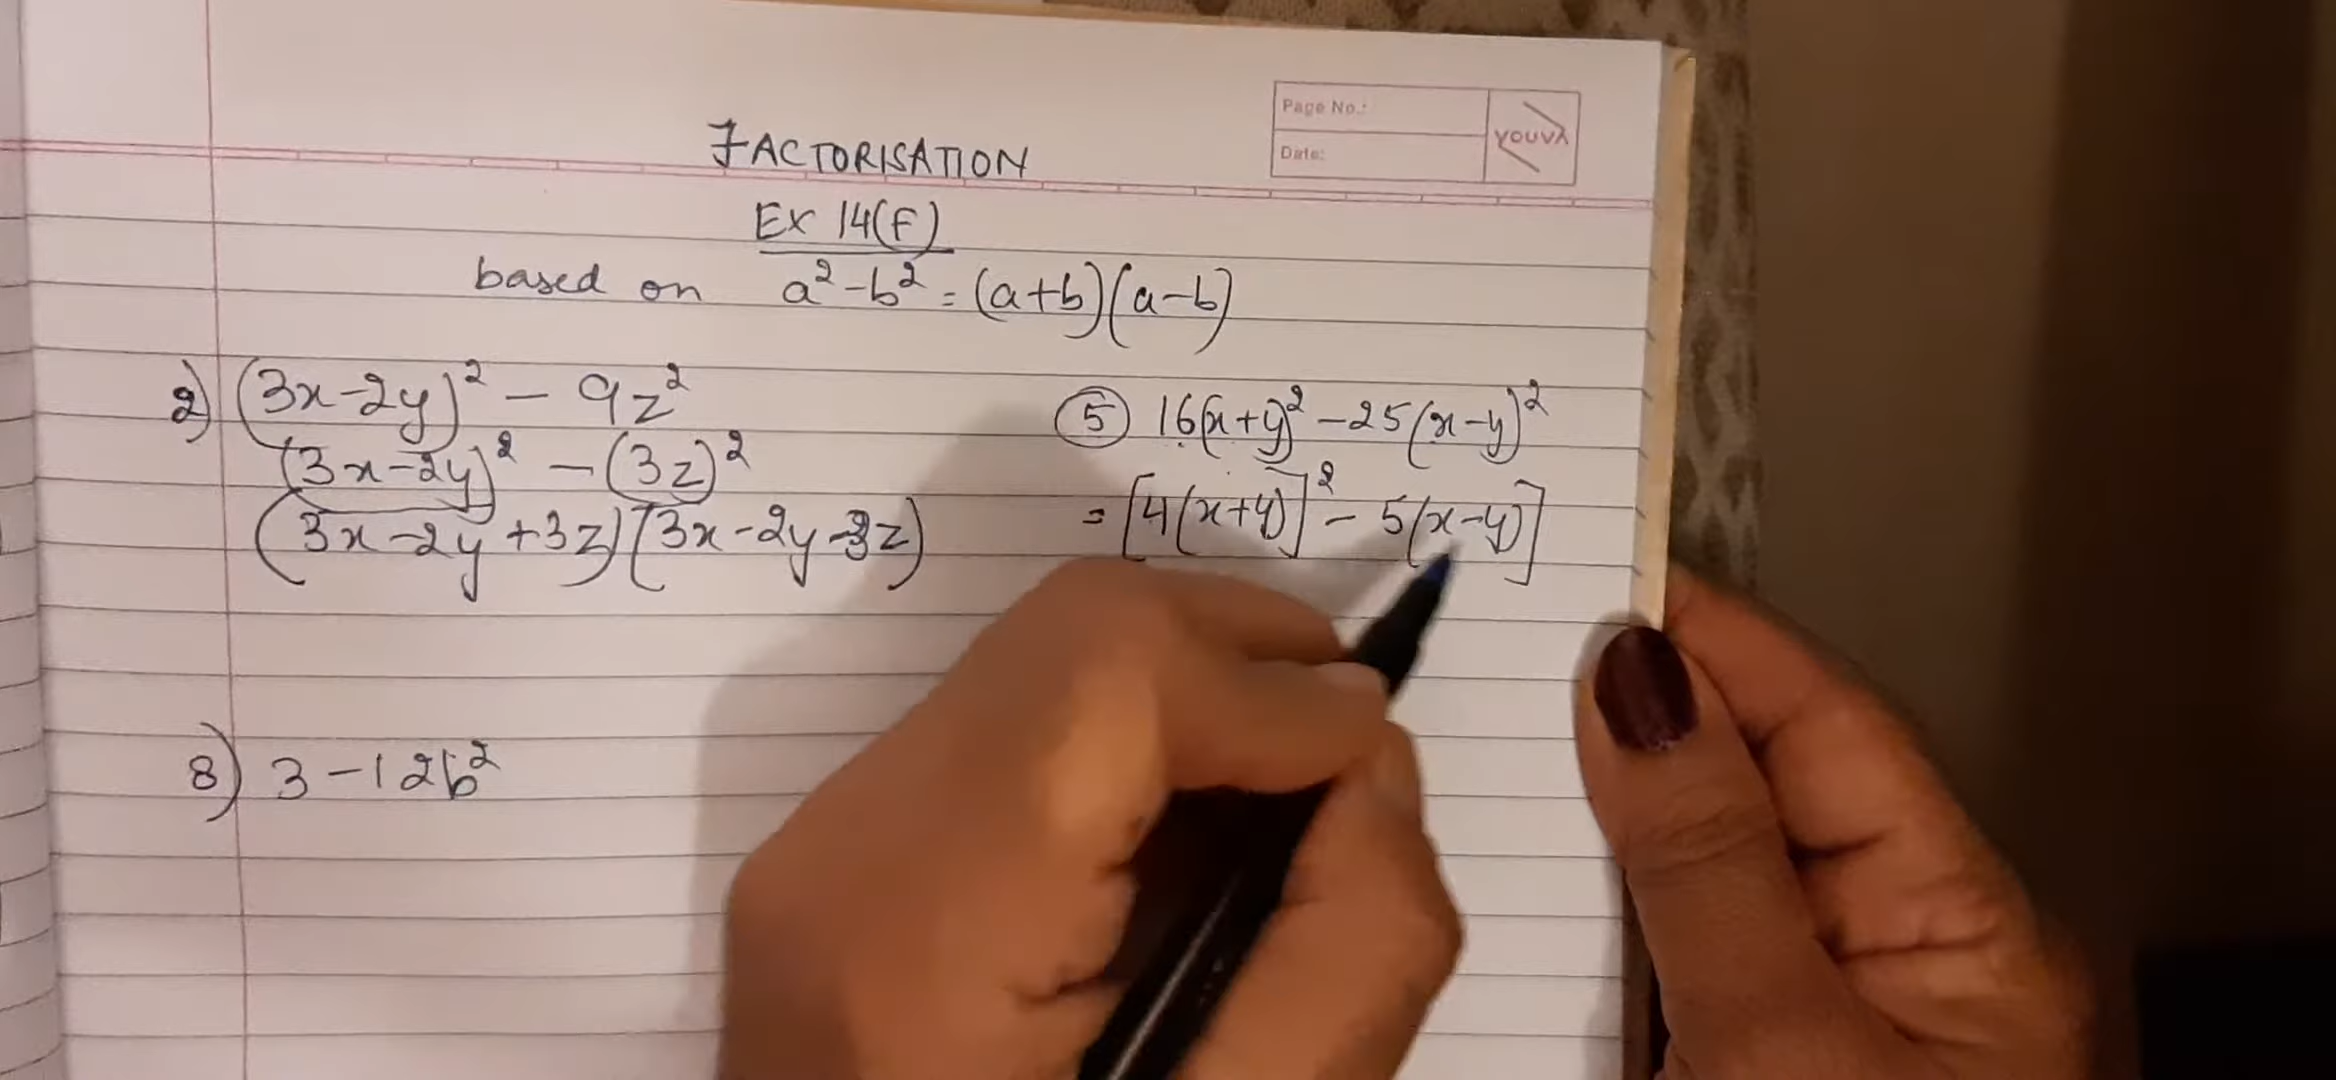 Page No.:
Date:
YOUVA
FACTORISATION
Ex 14(F)
based on a² - b² = (a+b)(a-b)
2) (3x-2y)² - 9z²
(3x-2y)² - (3z)²
(3x-2y+3z)(3x-2y-3z)
5 16(x+y)² - 25(x-y)²
= [4(x+y)]² - 5(x-y)]
8) 3 - 12b²